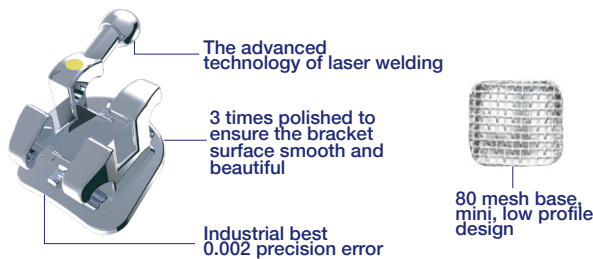 The advanced
technology of laser welding
3 times polished to
ensure the bracket
surface smooth and
beautiful
Industrial best
0.002 precision error
80 mesh base,
mini, low profile
design